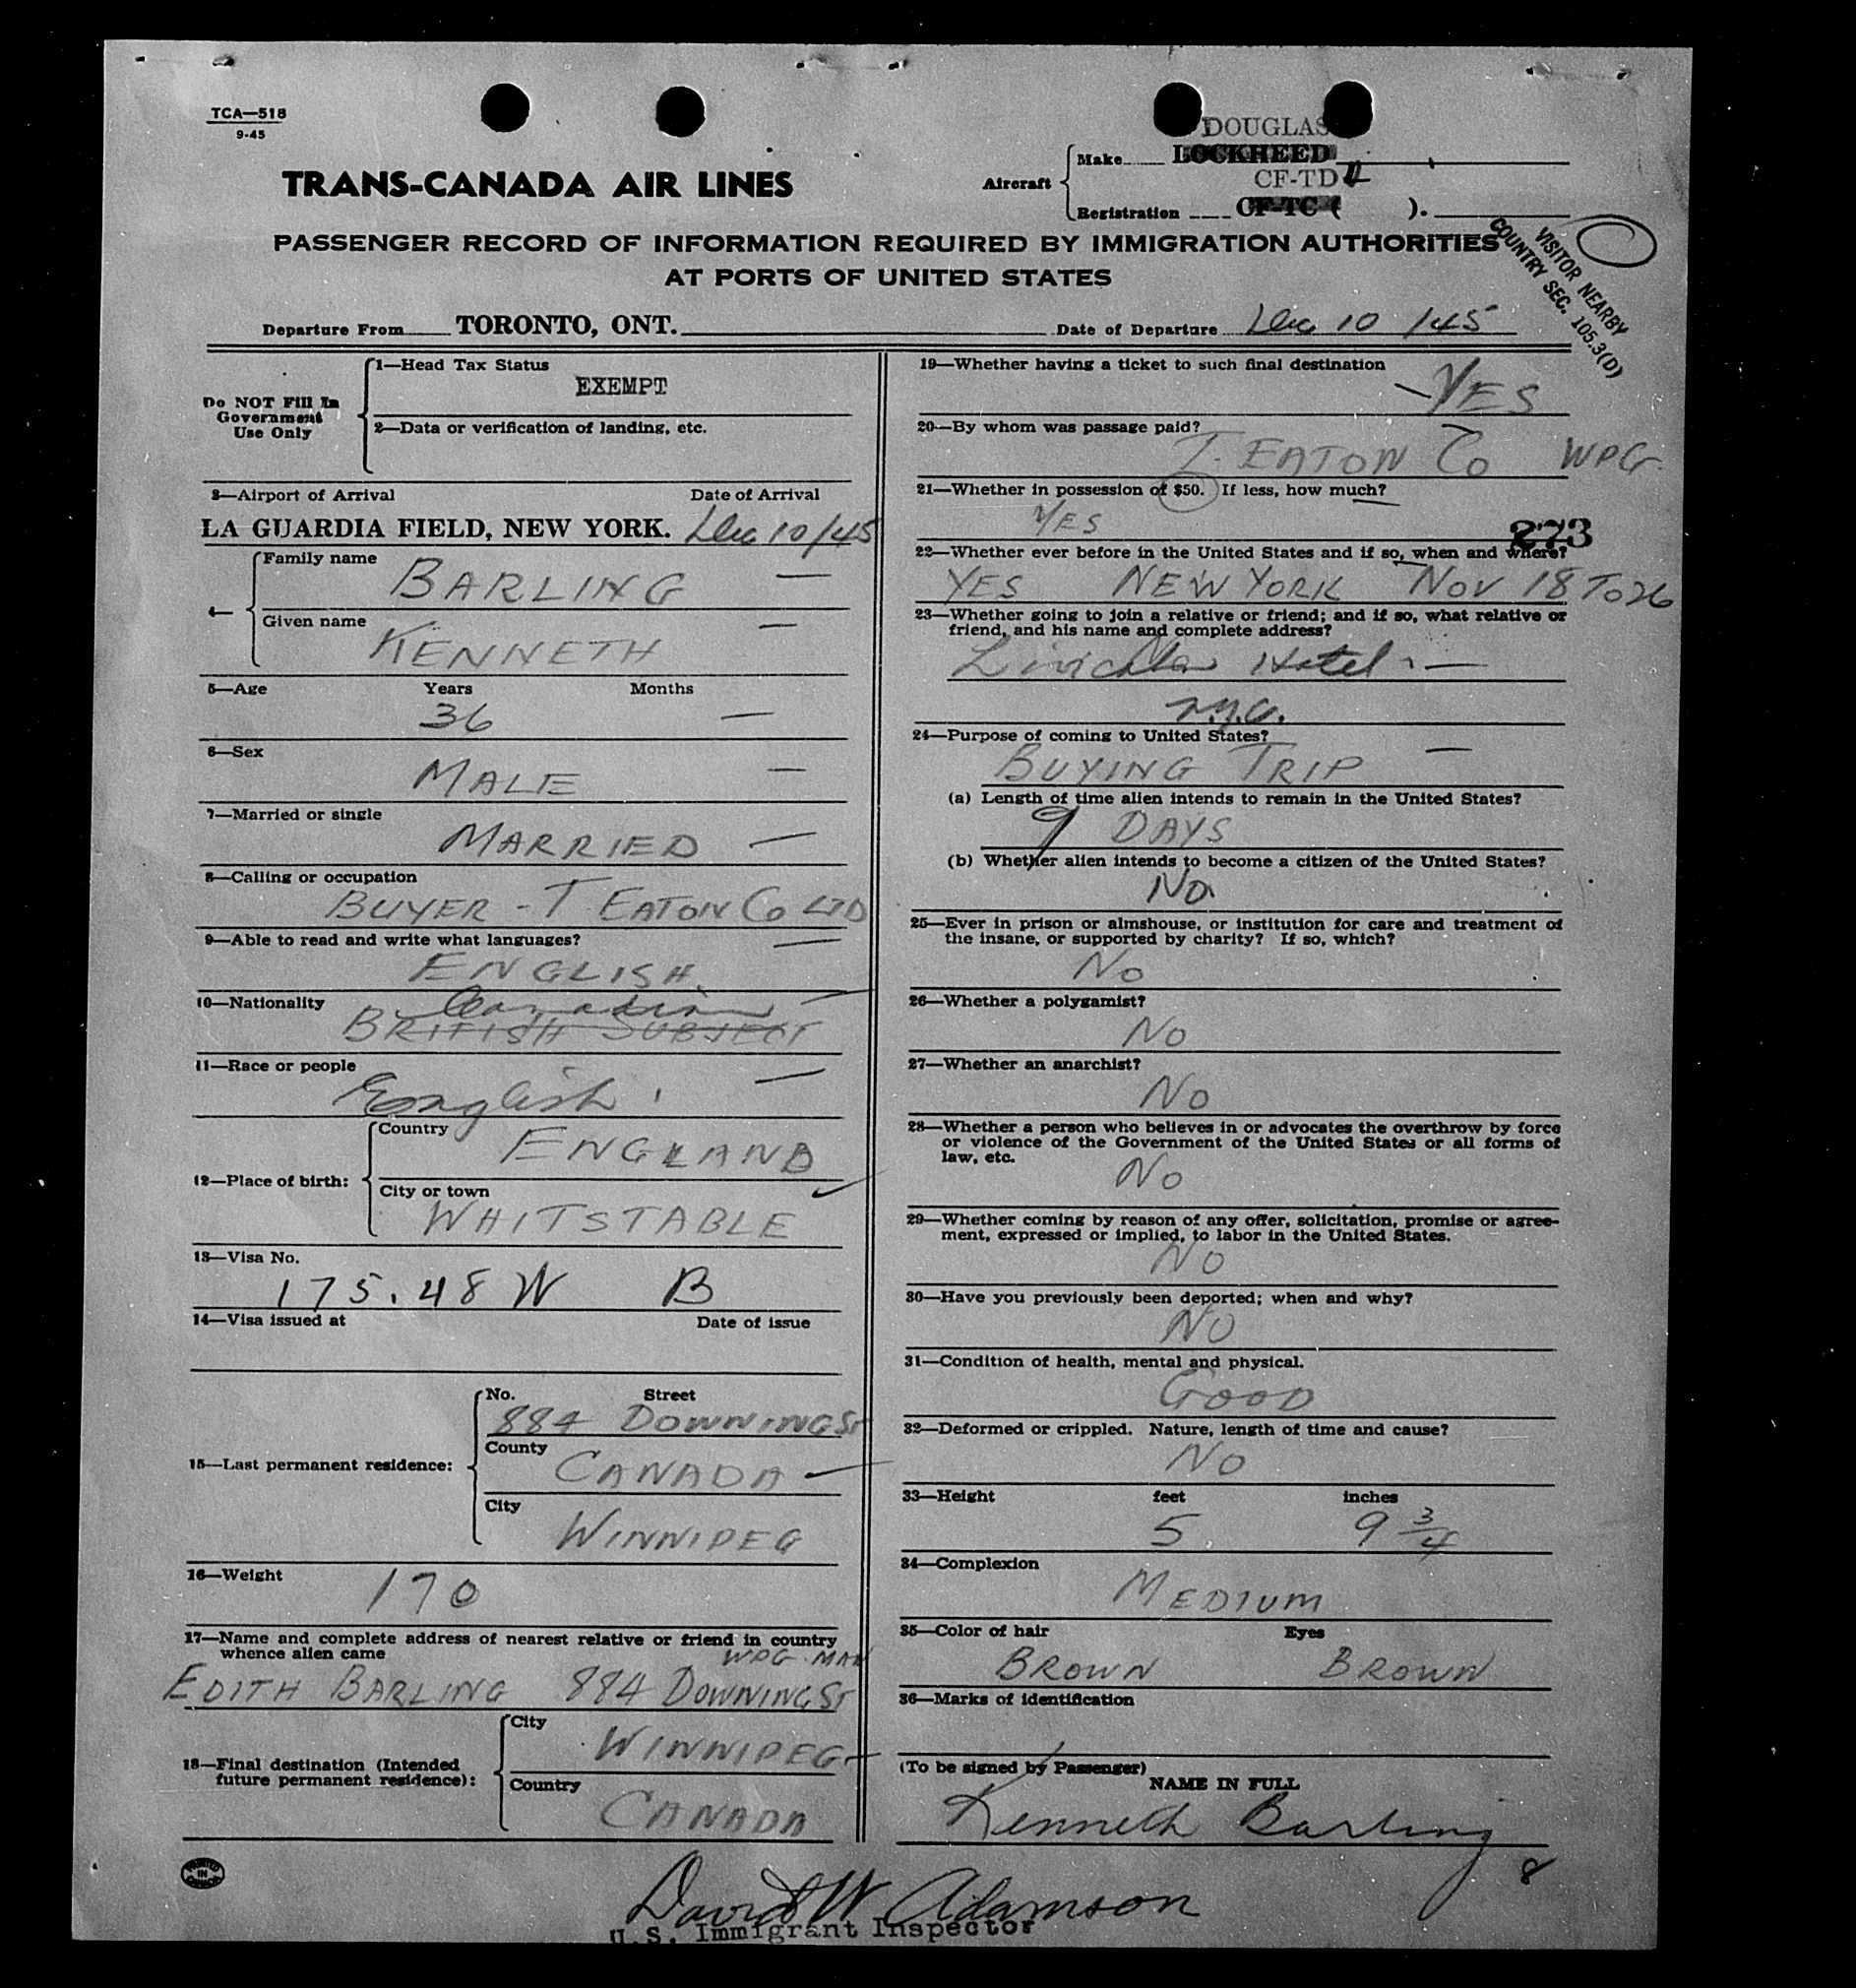 TCA—518
9-45
DOUGLAS
Make LOCKHEED
TRANS-CANADA AIR LINES
Aircraft
CF-TD
Registration CF-TC ( ).
PASSENGER RECORD OF INFORMATION REQUIRED BY IMMIGRATION AUTHORITIES
AT PORTS OF UNITED STATES
VISITOR NEARBY
COUNTRY SEC. 105.3(D)
Departure From TORONTO, ONT. Date of Departure Dec 10 /45
Do NOT Fill In
Government
Use Only
1—Head Tax Status
EXEMPT
2—Data or verification of landing, etc.
3—Airport of Arrival Date of Arrival
LA GUARDIA FIELD, NEW YORK. Dec 10/45
4—
Family name
BARLING —
Given name
KENNETH —
5—Age Years Months
36 —
6—Sex
MALE —
7—Married or single
MARRIED —
8—Calling or occupation
BUYER - T. EATON CO LTD
9—Able to read and write what languages?
ENGLISH.
10—Nationality
Canadian
BRITISH SUBJECT
11—Race or people
English
12—Place of birth:
Country
ENGLAND
City or town
WHITSTABLE
13—Visa No.
175.48 W B
14—Visa issued at Date of issue
15—Last permanent residence:
No. Street
884 DOWNING ST
County
CANADA —
City
WINNIPEG
16—Weight
170
17—Name and complete address of nearest relative or friend in country
whence alien came
WPG. MAN
EDITH BARLING 884 DOWNING ST
18—Final destination (Intended
future permanent residence):
City
WINNIPEG
Country
CANADA
19—Whether having a ticket to such final destination
—YES
20—By whom was passage paid?
T. EATON Co WPG.
21—Whether in possession of $50. If less, how much?
YES
273
22—Whether ever before in the United States and if so, when and where?
YES NEW YORK NOV 18 TO 26
23—Whether going to join a relative or friend; and if so, what relative or
friend, and his name and complete address?
Lincoln Hotel —
N.Y.C.
24—Purpose of coming to United States?
BUYING TRIP —
(a) Length of time alien intends to remain in the United States?
9 DAYS
(b) Whether alien intends to become a citizen of the United States?
No.
25—Ever in prison or almshouse, or institution for care and treatment of
the insane, or supported by charity? If so, which?
No
26—Whether a polygamist?
No
27—Whether an anarchist?
No
28—Whether a person who believes in or advocates the overthrow by force
or violence of the Government of the United States or all forms of
law, etc.
No
29—Whether coming by reason of any offer, solicitation, promise or agree-
ment, expressed or implied, to labor in the United States.
NO
30—Have you previously been deported; when and why?
NO
31—Condition of health, mental and physical.
GOOD
32—Deformed or crippled. Nature, length of time and cause?
NO
33—Height feet inches
5 9 3/4
34—Complexion
MEDIUM
35—Color of hair Eyes
BROWN BROWN
36—Marks of identification
(To be signed by Passenger)
NAME IN FULL
Kenneth Barling
8
David W Adamson
U.S. Immigrant Inspector